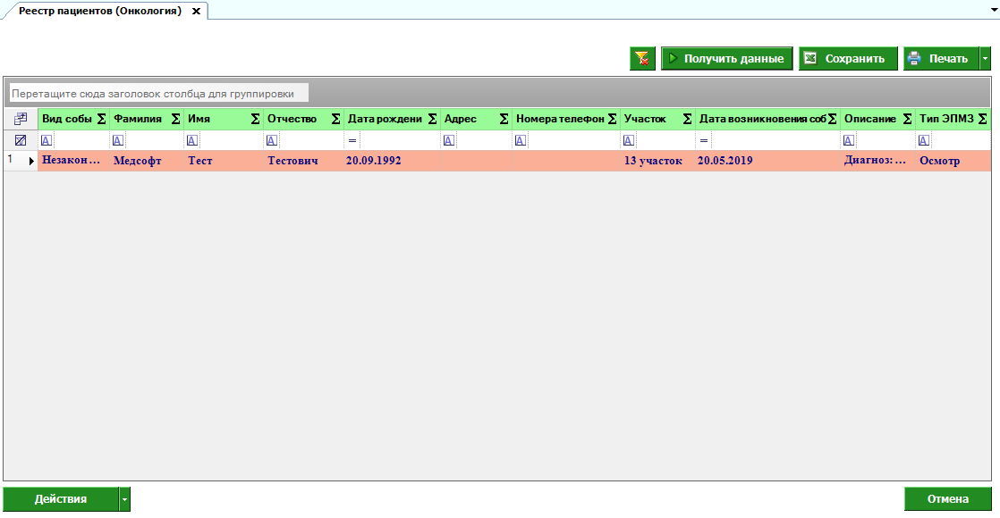 Реестр пациентов (Онкология)
Получить данные Сохранить Печать
Перетащите сюда заголовок столбца для группировки
Вид собы Σ Фамилия Σ Имя Σ Отчество Σ Дата рождени Σ Адрес Σ Номера телефон Σ Участок Σ Дата возникновения соб Σ Описание Σ Тип ЭПМЗ Σ
A A A A = A A A = A A
1 Незакон... Медсофт Тест Тестович 20.09.1992 13 участок 20.05.2019 Диагноз:... Осмотр
Действия Отмена